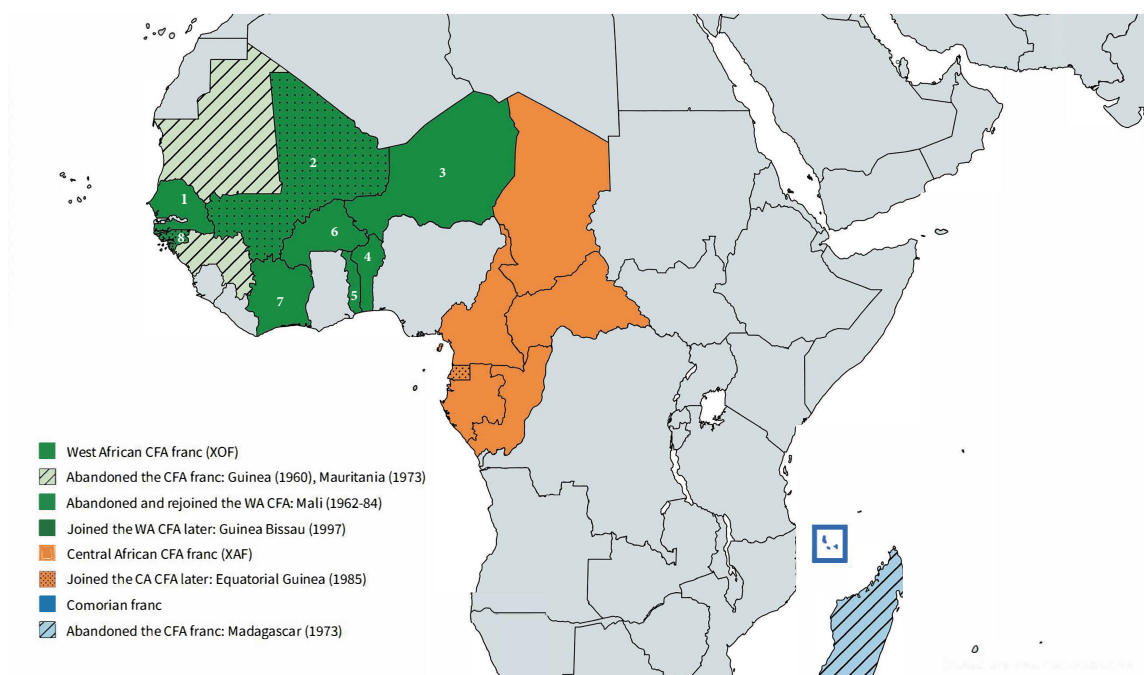 1
2
3
4
5
6
7
8
West African CFA franc (XOF)
Abandoned the CFA franc: Guinea (1960), Mauritania (1973)
Abandoned and rejoined the WA CFA: Mali (1962-84)
Joined the WA CFA later: Guinea Bissau (1997)
Central African CFA franc (XAF)
Joined the CA CFA later: Equatorial Guinea (1985)
Comorian franc
Abandoned the CFA franc: Madagascar (1973)